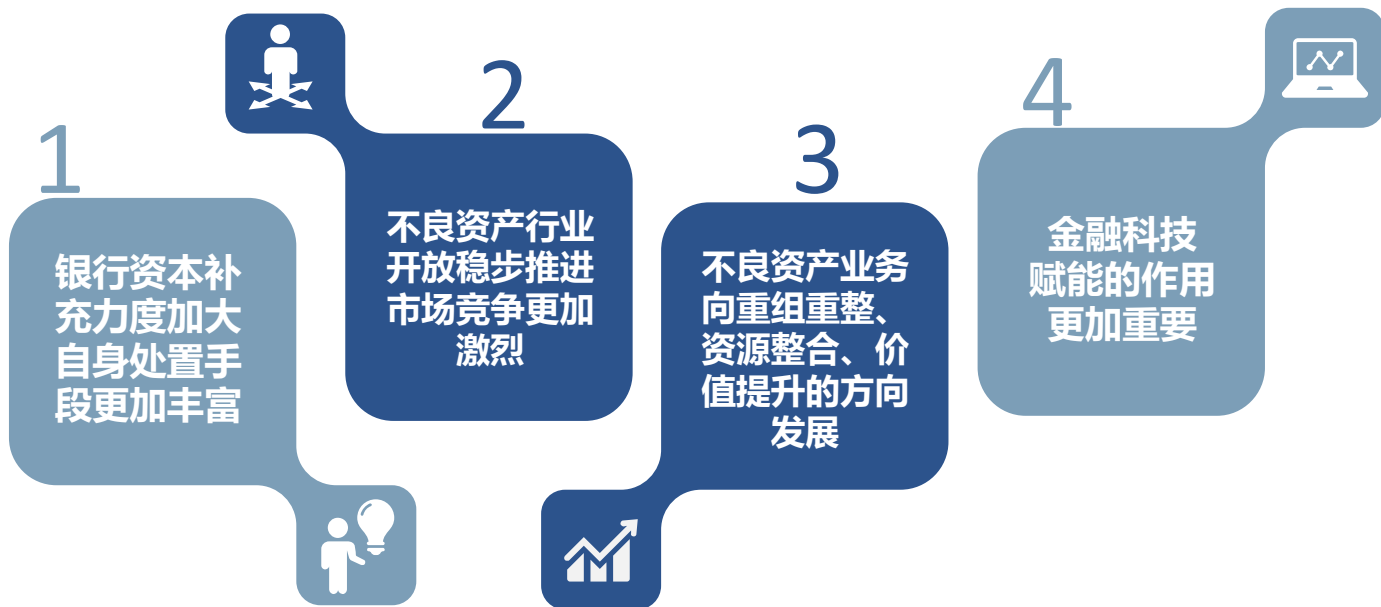 1
银行资本补
充力度加大
自身处置手
段更加丰富
2
不良资产行业
开放稳步推进
市场竞争更加
激烈
3
不良资产业务
向重组重整、
资源整合、价
值提升的方向
发展
4
金融科技
赋能的作用
更加重要